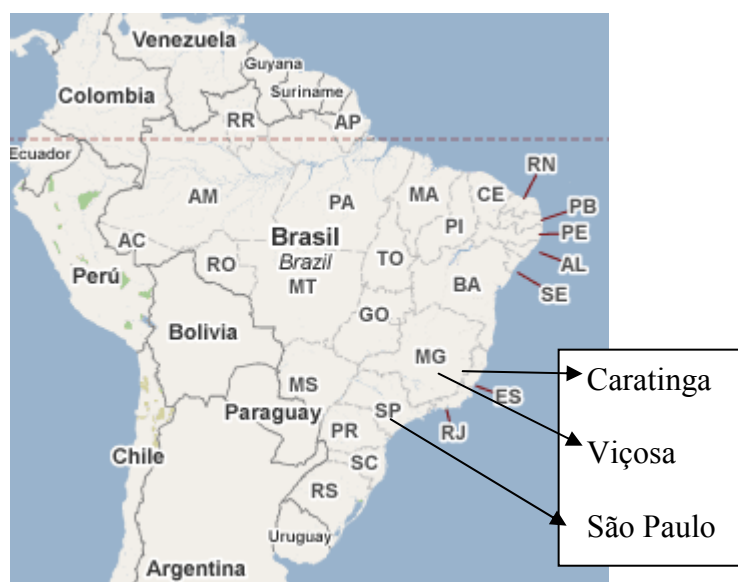 Venezuela
Guyana
Suriname
Colombia
RR
AP
Ecuador
RN
AM
PA
MA
CE
PB
PI
PE
AC
Brasil
Brazil
RO
TO
AL
Perú
MT
BA
SE
GO
Bolivia
MG
Caratinga
MS
ES
Paraguay
SP
PR
RJ
Viçosa
Chile
SC
RS
São Paulo
Uruguay
Argentina